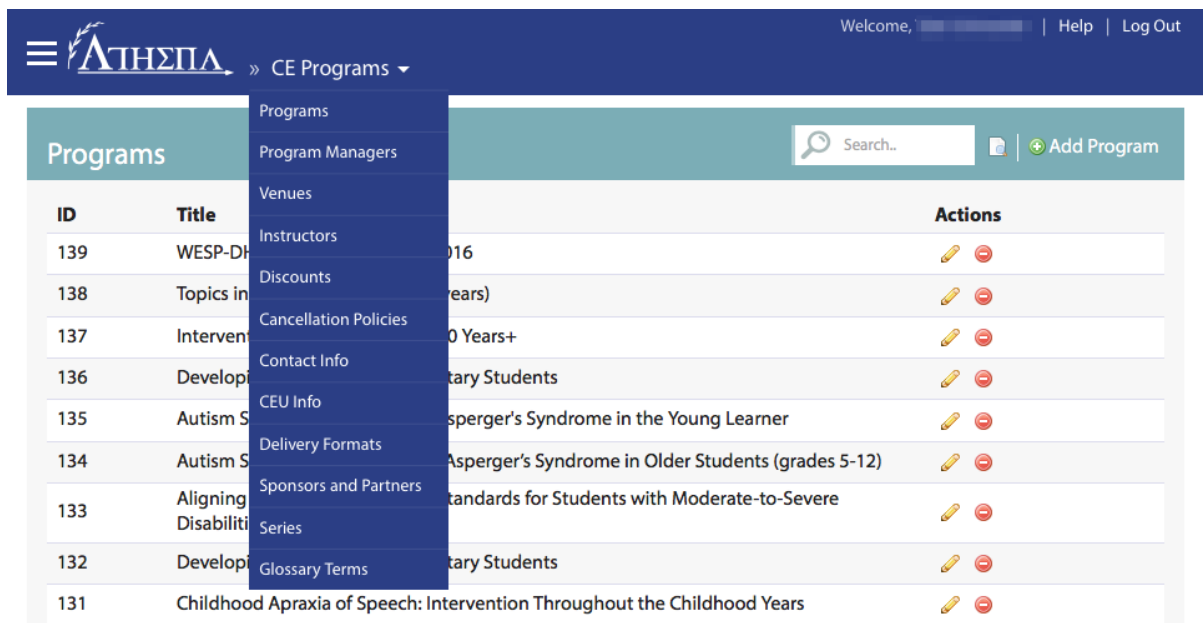 Welcome, | Help | Log Out
ΑΤΗΣΠΑ » CE Programs
Programs
Program Managers
Venues
Instructors
Discounts
Cancellation Policies
Contact Info
CEU Info
Delivery Formats
Sponsors and Partners
Series
Glossary Terms
Programs Search.. Add Program
ID Title Actions
139 WESP-DH 016
138 Topics in years)
137 Intervent 0 Years+
136 Developi tary Students
135 Autism S sperger's Syndrome in the Young Learner
134 Autism S Asperger’s Syndrome in Older Students (grades 5-12)
133 Aligning tandards for Students with Moderate-to-Severe
Disabiliti
132 Developi tary Students
131 Childhood Apraxia of Speech: Intervention Throughout the Childhood Years